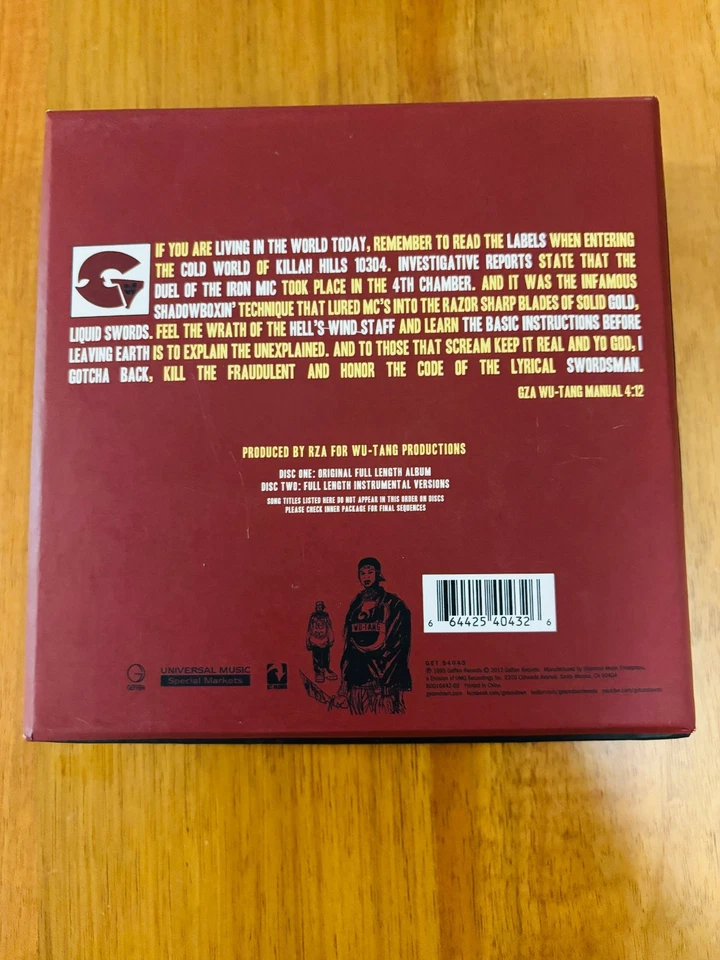 IF YOU ARE LIVING IN THE WORLD TODAY, REMEMBER TO READ THE LABELS WHEN ENTERING
THE COLD WORLD OF KILLAH HILLS 10304. INVESTIGATIVE REPORTS STATE THAT THE
DUEL OF THE IRON MIC TOOK PLACE IN THE 4TH CHAMBER. AND IT WAS THE INFAMOUS
SHADOWBOXIN' TECHNIQUE THAT LURED MC'S INTO THE RAZOR SHARP BLADES OF SOLID GOLD,
LIQUID SWORDS. FEEL THE WRATH OF THE HELL'S WIND STAFF AND LEARN THE BASIC INSTRUCTIONS BEFORE
LEAVING EARTH IS TO EXPLAIN THE UNEXPLAINED. AND TO THOSE THAT SCREAM KEEP IT REAL AND YO GOD, I
GOTCHA BACK, KILL THE FRAUDULENT AND HONOR THE CODE OF THE LYRICAL SWORDSMAN.
GZA WU-TANG MANUAL 4:12
PRODUCED BY RZA FOR WU-TANG PRODUCTIONS
DISC ONE: ORIGINAL FULL LENGTH ALBUM
DISC TWO: FULL LENGTH INSTRUMENTAL VERSIONS
SONG TITLES LISTED HERE DO NOT APPEAR IN THIS ORDER ON DISCS
PLEASE CHECK INNER PACKAGE FOR FINAL SEQUENCES
WU-TANG
6 64425 40432 6
GEFFEN
UNIVERSAL MUSIC
Special Markets
Printed in China